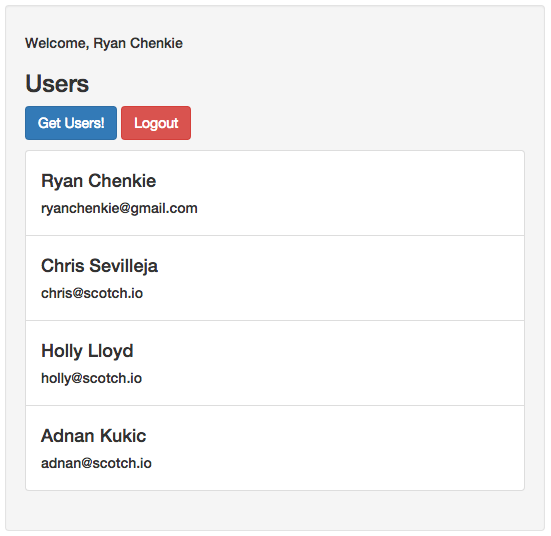 Welcome, Ryan Chenkie
Users
Get Users! Logout
Ryan Chenkie
ryanchenkie@gmail.com
Chris Sevilleja
chris@scotch.io
Holly Lloyd
holly@scotch.io
Adnan Kukic
adnan@scotch.io